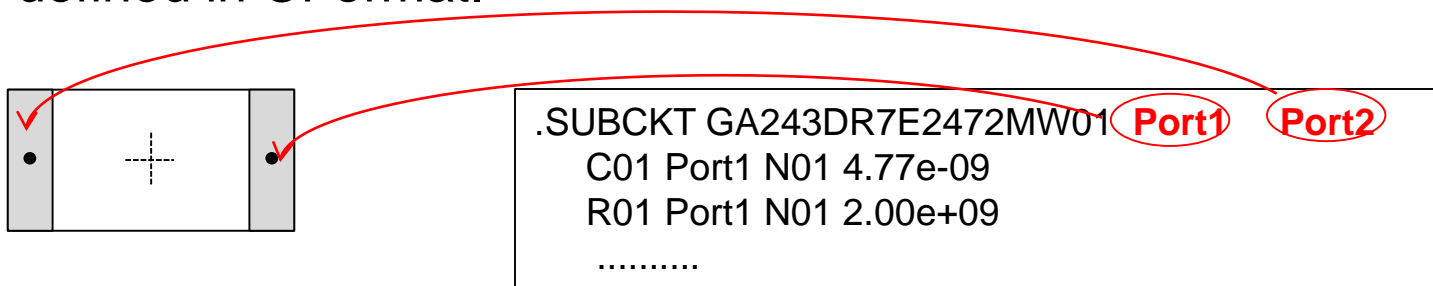 .SUBCKT GA243DR7E2472MW01 Port1 Port2
C01 Port1 N01 4.77e-09
R01 Port1 N01 2.00e+09
..........